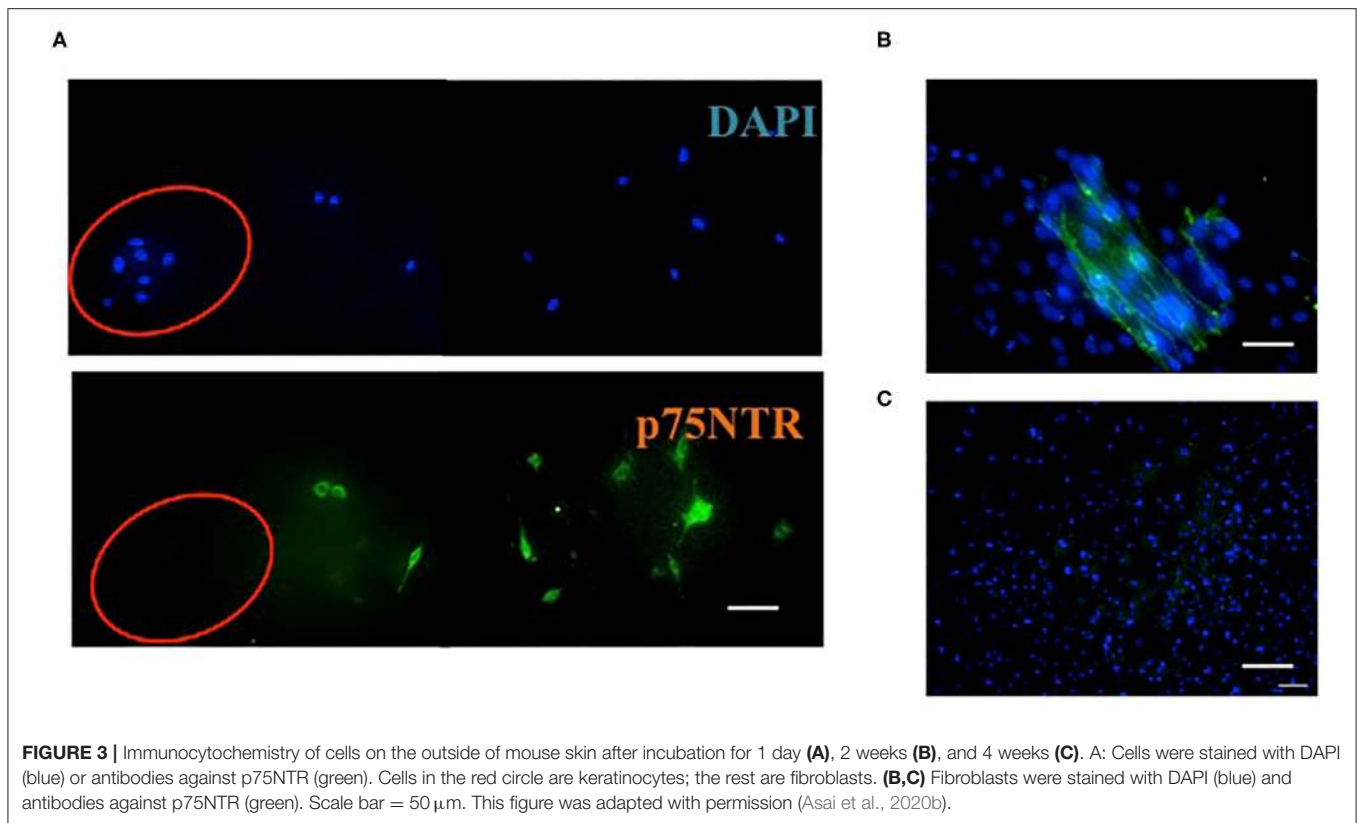 A
B
DAPI
p75NTR
C
FIGURE 3 | Immunocytochemistry of cells on the outside of mouse skin after incubation for 1 day (A), 2 weeks (B), and 4 weeks (C). A: Cells were stained with DAPI
(blue) or antibodies against p75NTR (green). Cells in the red circle are keratinocytes; the rest are fibroblasts. (B,C) Fibroblasts were stained with DAPI (blue) and
antibodies against p75NTR (green). Scale bar = 50 μm. This figure was adapted with permission (Asai et al., 2020b).